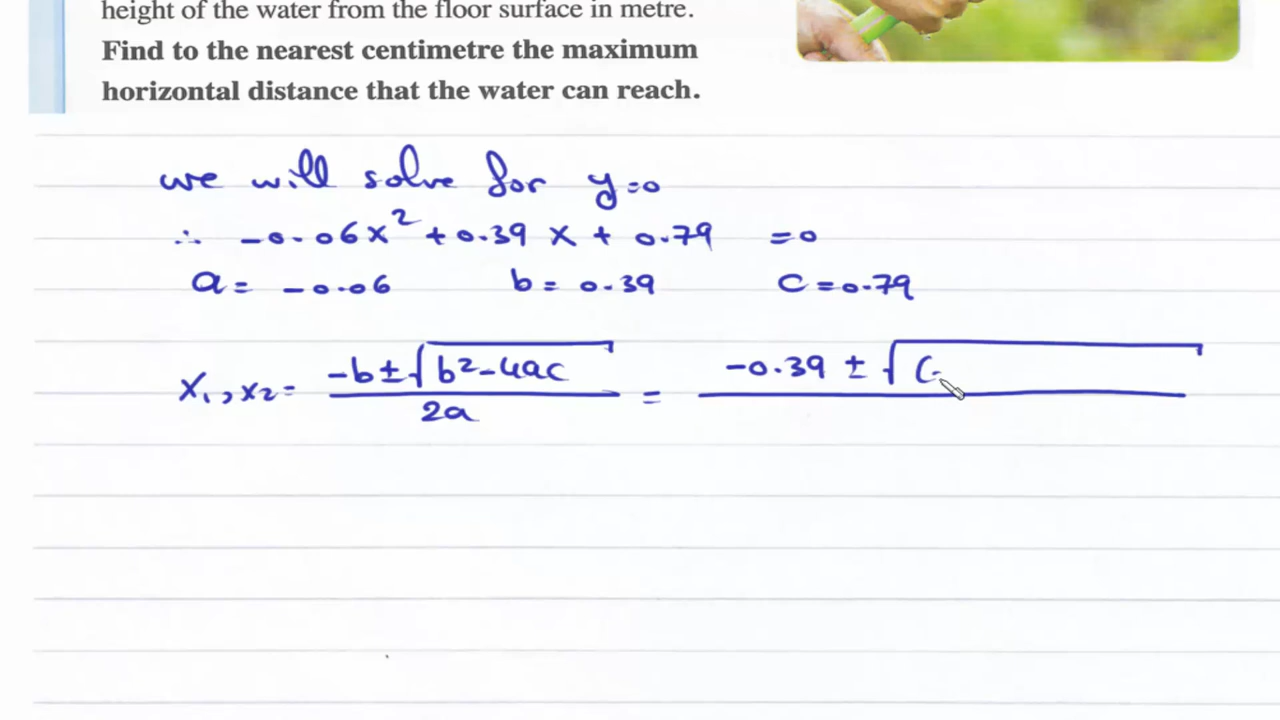 height of the water from the floor surface in metre.
Find to the nearest centimetre the maximum
horizontal distance that the water can reach.
we will solve for y=0
∴ -0.06x² + 0.39x + 0.79 = 0
a = -0.06 b = 0.39 c = 0.79
x₁, x₂ = (-b ± √(b²-4ac)) / 2a = -0.39 ± √(